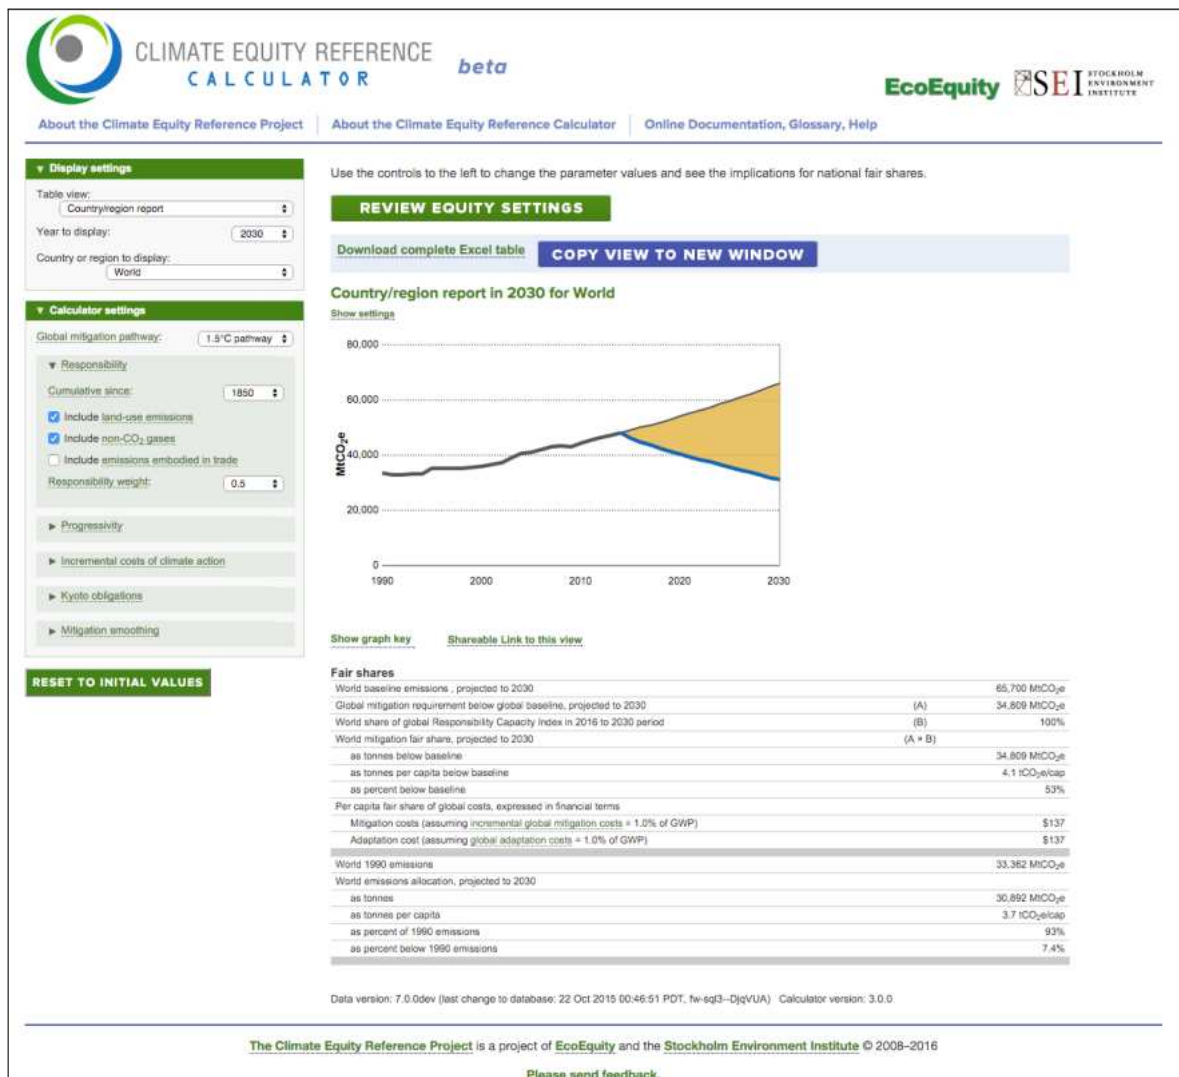 CLIMATE EQUITY REFERENCE
CALCULATOR
beta
EcoEquity
SEI STOCKHOLM
ENVIRONMENT
INSTITUTE
About the Climate Equity Reference Project
About the Climate Equity Reference Calculator
Online Documentation, Glossary, Help
▼ Display settings
Table view:
Country/region report
Year to display: 2030
Country or region to display:
World
▼ Calculator settings
Global mitigation pathway: 1.5°C pathway
▼ Responsibility
Cumulative since: 1850
Include land-use emissions
Include non-CO₂ gases
Include emissions embodied in trade
Responsibility weight: 0.5
► Progressivity
► Incremental costs of climate action
► Kyoto obligations
► Mitigation smoothing
RESET TO INITIAL VALUES
Use the controls to the left to change the parameter values and see the implications for national fair shares.
REVIEW EQUITY SETTINGS
Download complete Excel table
COPY VIEW TO NEW WINDOW
Country/region report in 2030 for World
Show settings
80,000
60,000
40,000
20,000
0
MtCO₂e
1990 2000 2010 2020 2030
Show graph key
Shareable Link to this view
Fair shares
World baseline emissions , projected to 2030 65,700 MtCO₂e
Global mitigation requirement below global baseline, projected to 2030 (A) 34,809 MtCO₂e
World share of global Responsibility Capacity Index in 2016 to 2030 period (B) 100%
World mitigation fair share, projected to 2030 (A × B)
as tonnes below baseline 34,809 MtCO₂e
as tonnes per capita below baseline 4.1 tCO₂e/cap
as percent below baseline 53%
Per capita fair share of global costs, expressed in financial terms
Mitigation costs (assuming incremental global mitigation costs = 1.0% of GWP) $137
Adaptation cost (assuming global adaptation costs = 1.0% of GWP) $137
World 1990 emissions 33,362 MtCO₂e
World emissions allocation, projected to 2030
as tonnes 30,892 MtCO₂e
as tonnes per capita 3.7 tCO₂e/cap
as percent of 1990 emissions 93%
as percent below 1990 emissions 7.4%
Data version: 7.0.0dev (last change to database: 22 Oct 2015 00:46:51 PDT, fw-sql3--DjqVUA) Calculator version: 3.0.0
The Climate Equity Reference Project is a project of EcoEquity and the Stockholm Environment Institute © 2008–2016
Please send feedback.